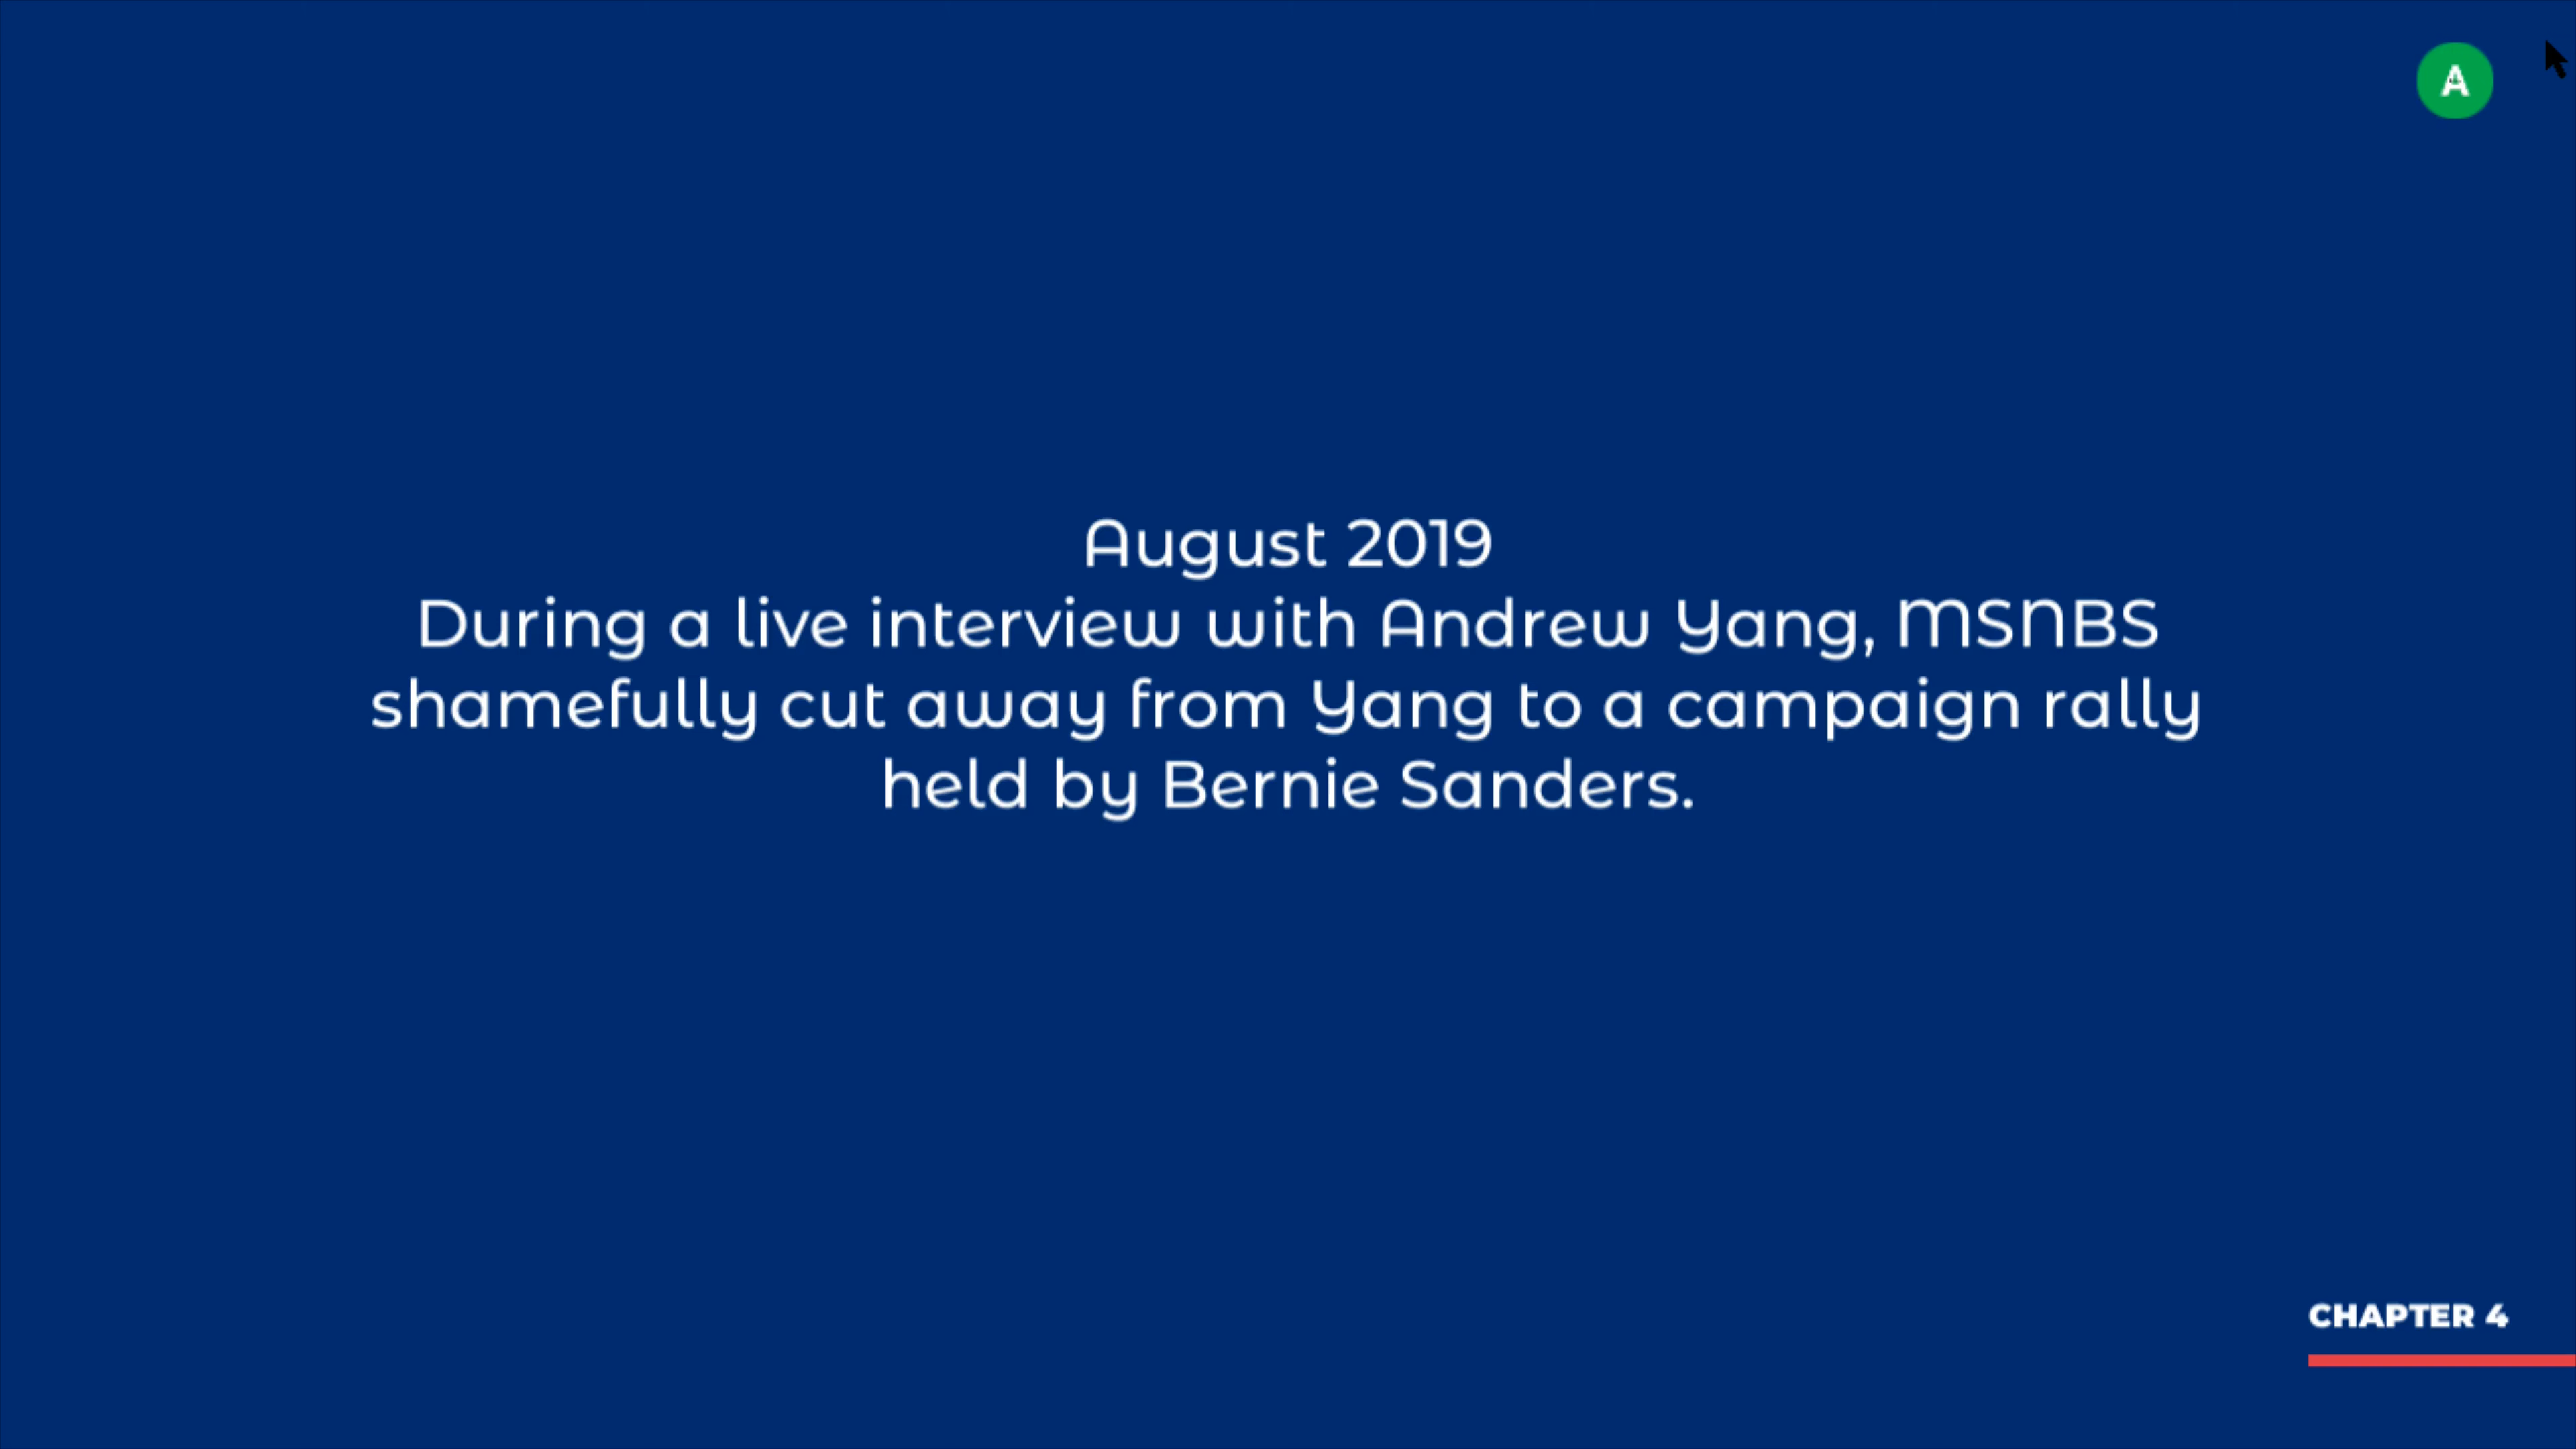 A
August 2019
During a live interview with Andrew Yang, MSNBS
shamefully cut away from Yang to a campaign rally
held by Bernie Sanders.
CHAPTER 4